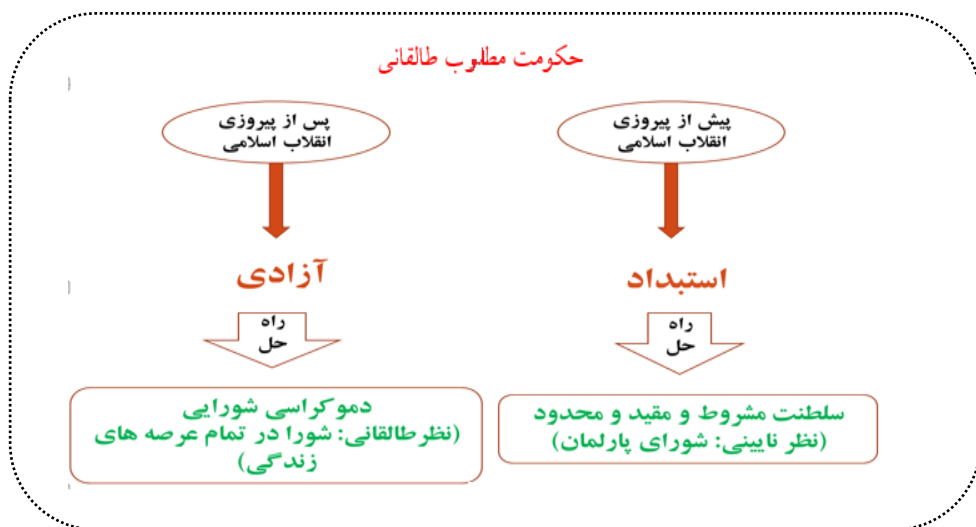 حکومت مطلوب طالقانی
پیش از پیروزی
انقلاب اسلامی
استبداد
راه
حل
سلطنت مشروط و مقید و محدود
(نظر نایینی: شورای پارلمان)
پس از پیروزی
انقلاب اسلامی
آزادی
راه
حل
دموکراسی شورایی
(نظرطالقانی: شورا در تمام عرصه های
زندگی)